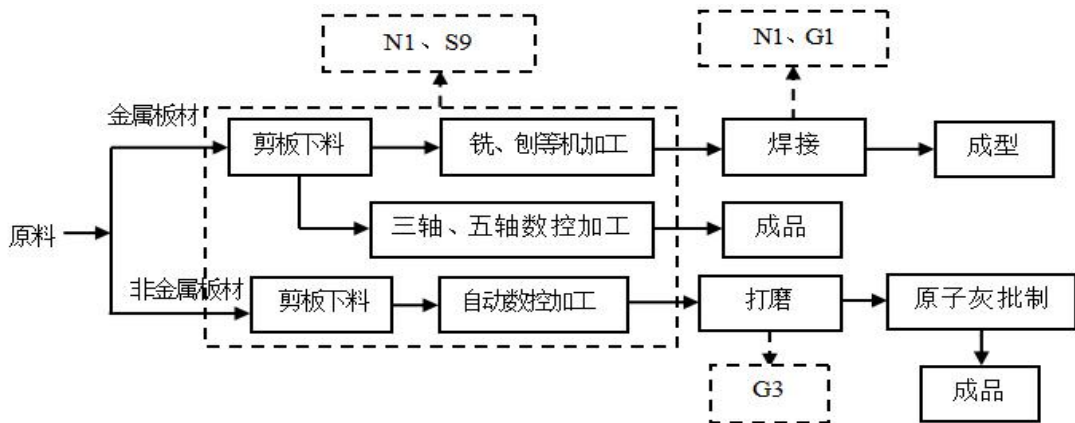 N1、S9
N1、G1
金属板材
剪板下料
铣、刨等机加工
焊接
成型
三轴、五轴数控加工
成品
原料
非金属板材
剪板下料
自动数控加工
打磨
原子灰批制
G3
成品